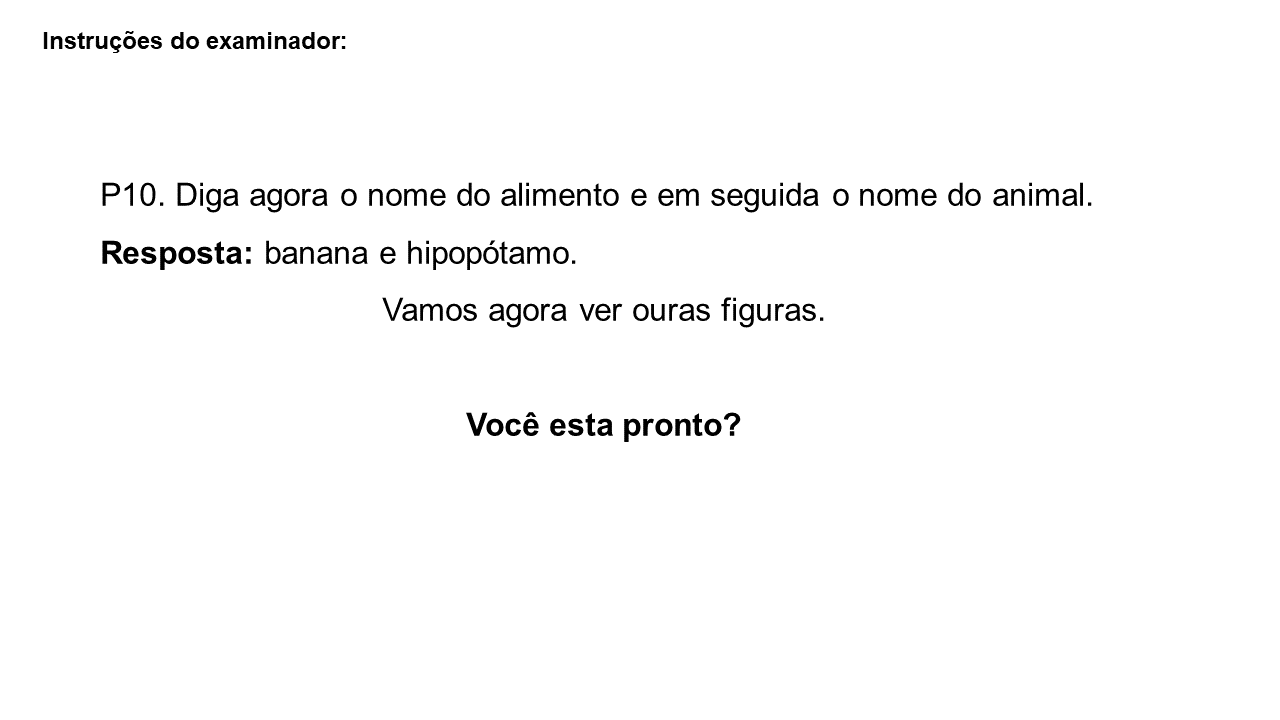 Instruções do examinador:
P10. Diga agora o nome do alimento e em seguida o nome do animal.
Resposta: banana e hipopótamo.
Vamos agora ver ouras figuras.
Você esta pronto?